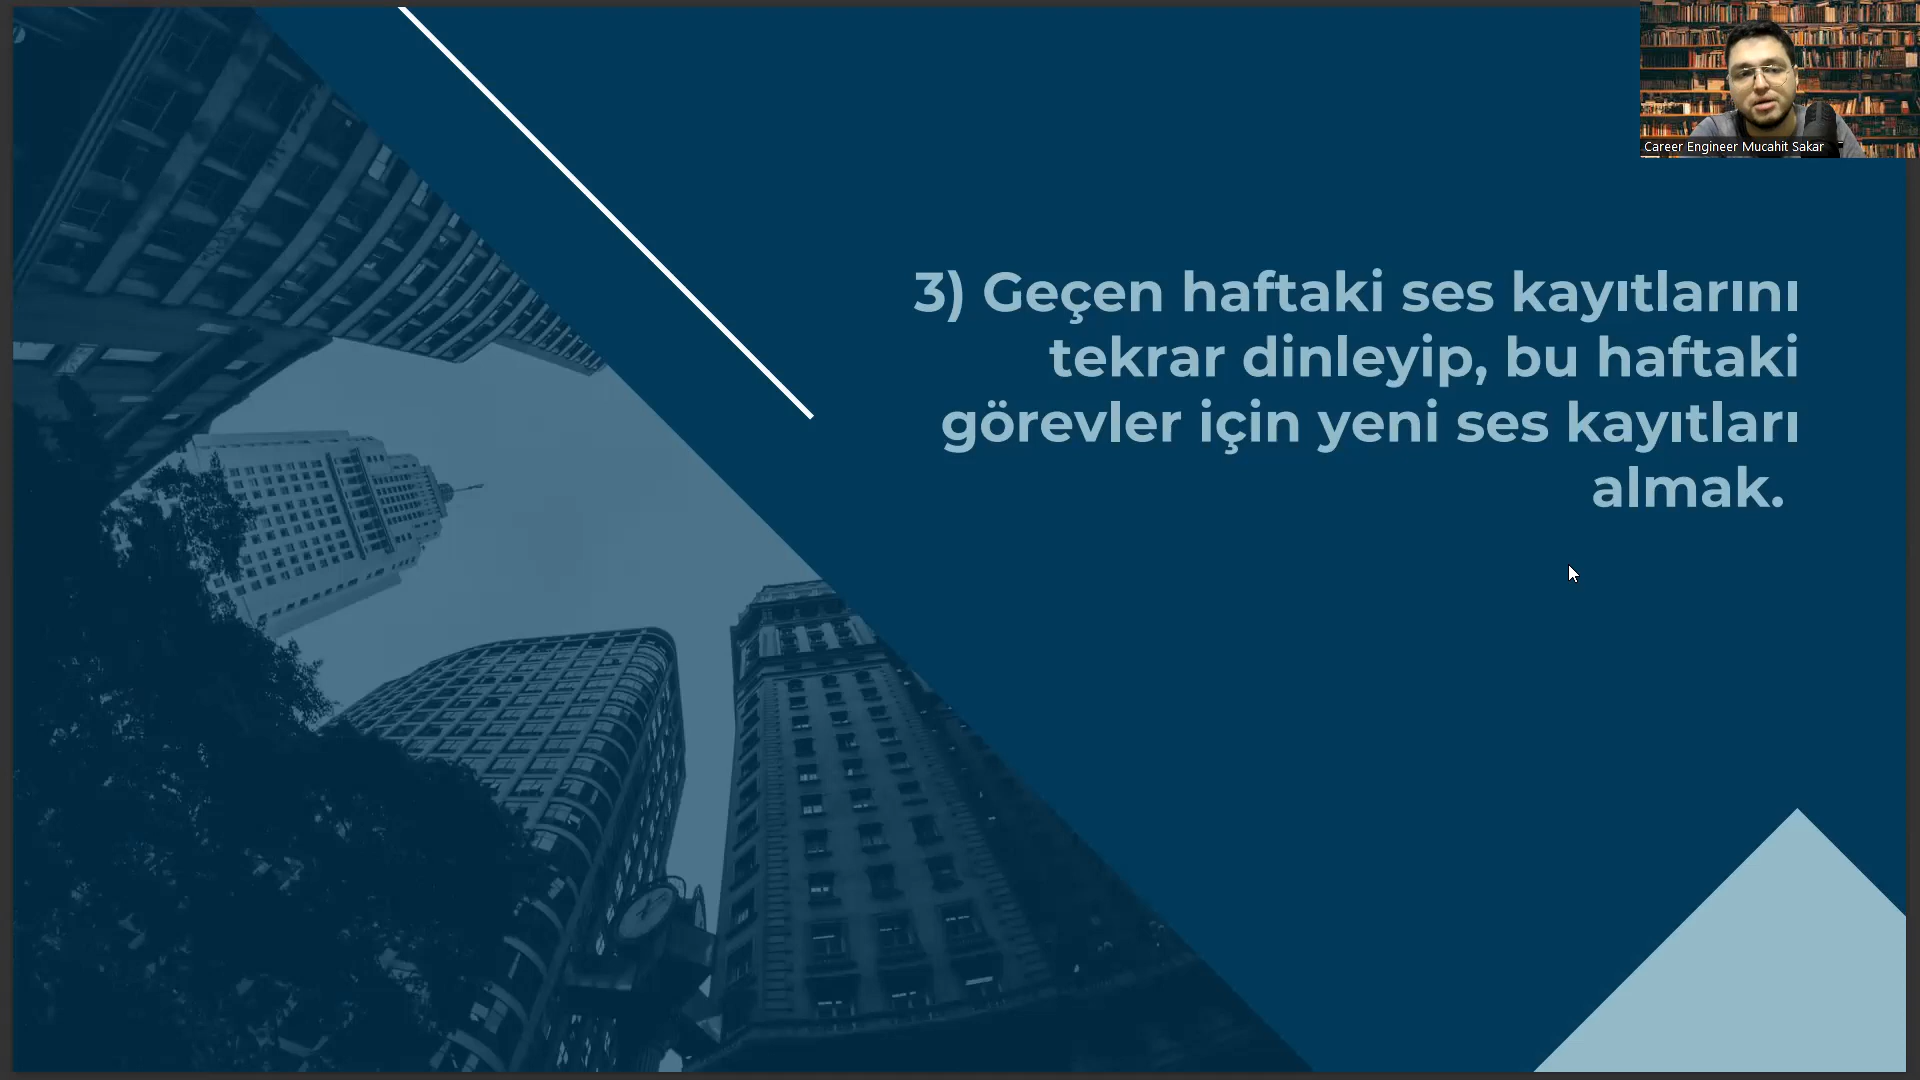 Career Engineer Mucahit Sakar
3) Geçen haftaki ses kayıtlarını
tekrar dinleyip, bu haftaki
görevler için yeni ses kayıtları
almak.